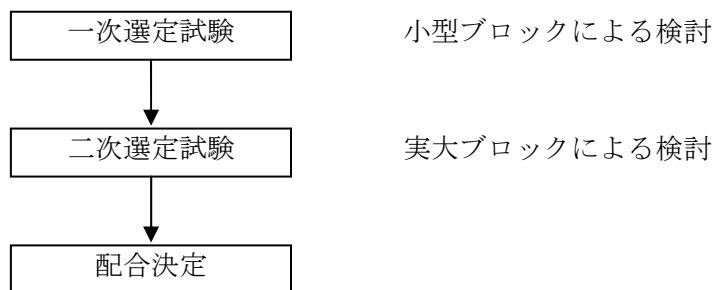 一次選定試験 小型ブロックによる検討
二次選定試験 実大ブロックによる検討
配合決定